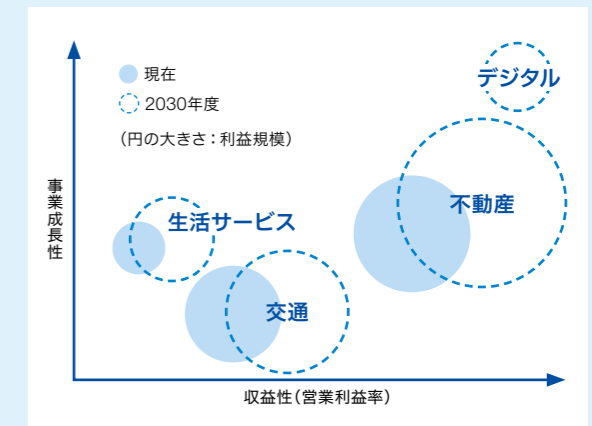 現在
2030年度
(円の大きさ：利益規模)
デジタル
不動産
生活サービス
交通
事業成長性
収益性(営業利益率)